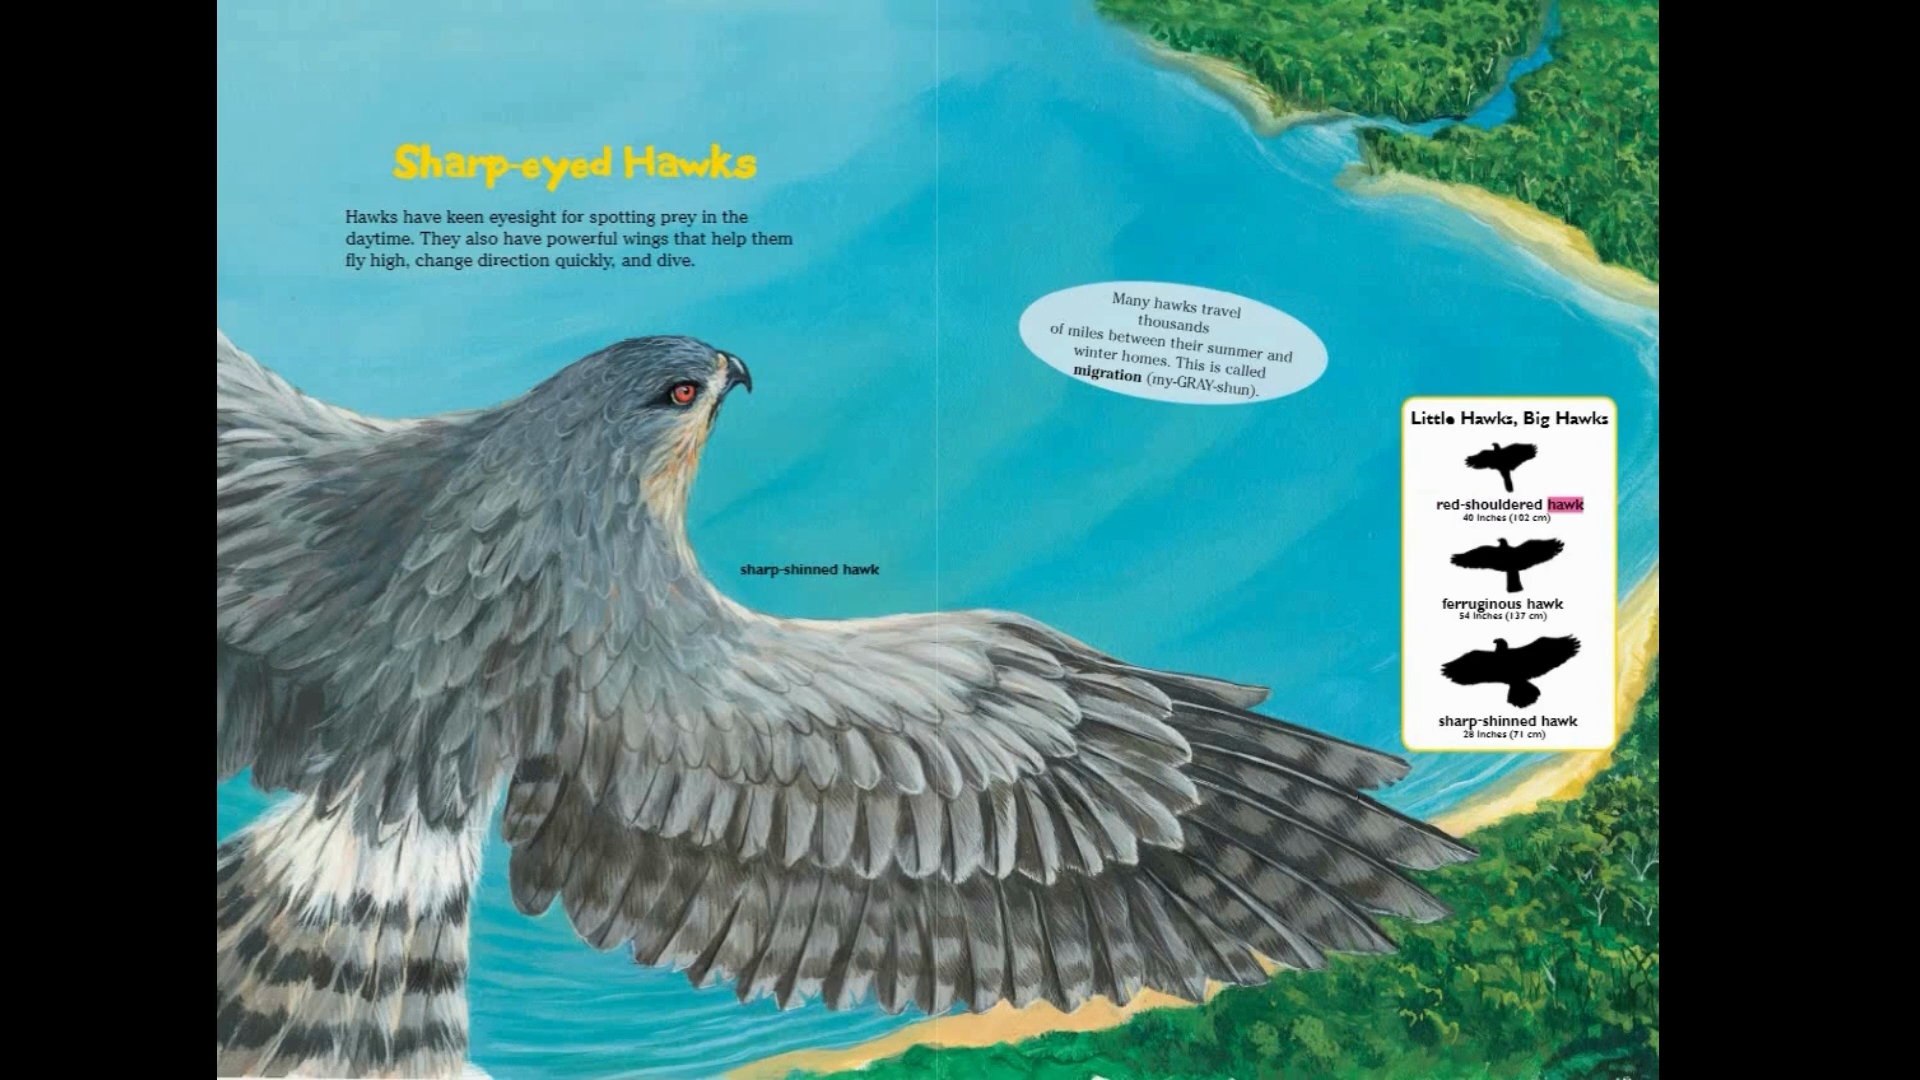 Sharp-eyed Hawks
Hawks have keen eyesight for spotting prey in the
daytime. They also have powerful wings that help them
fly high, change direction quickly, and dive.
Many hawks travel
thousands
of miles between their summer and
winter homes. This is called
migration (my-GRAY-shun).
sharp-shinned hawk
Little Hawks, Big Hawks
red-shouldered hawk
40 Inches (102 cm)
ferruginous hawk
54 Inches (137 cm)
sharp-shinned hawk
28 Inches (71 cm)